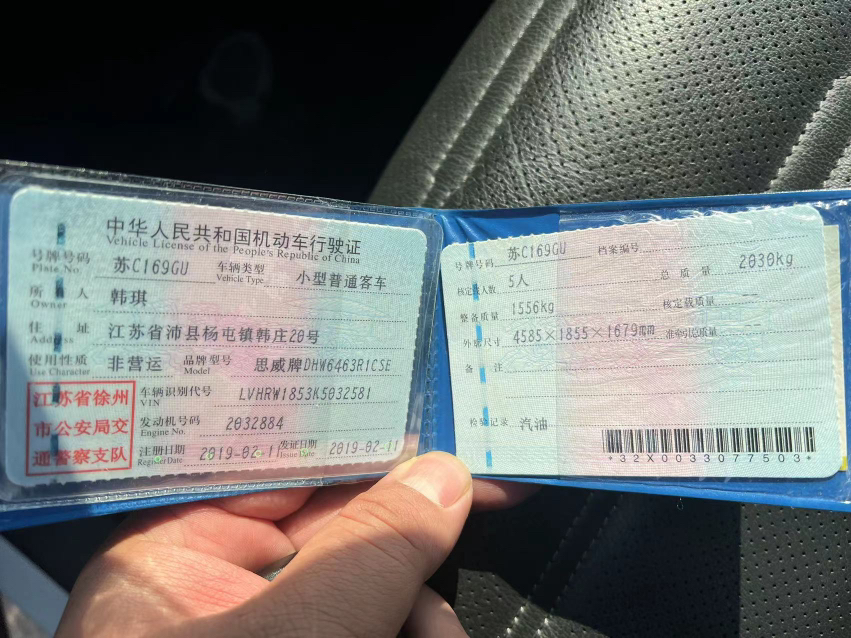 中华人民共和国机动车行驶证
Vehicle License of the People's Republic of China
号牌号码 Plate No. 苏C169GU 车辆类型 Vehicle Type 小型普通客车
所有人 Owner 韩琪
住址 Address 江苏省沛县杨屯镇韩庄20号
使用性质 Use Character 非营运 品牌型号 Model 思威牌DHW6463R1CSE
车辆识别代号 VIN LVHRW1853K5032581
发动机号码 Engine No. 2032884
注册日期 Register Date 2019-02-11 发证日期 Issue Date 2019-02-11
江苏省徐州
市公安局交
通警察支队
号牌号码 苏C169GU 档案编号
核定载人数 5人 总质量 2030kg
整备质量 1556kg 核定载质量 --
外廓尺寸 4585×1855×1679 准牵引总质量 --
备注
检验记录 汽油
*32X0033077503*